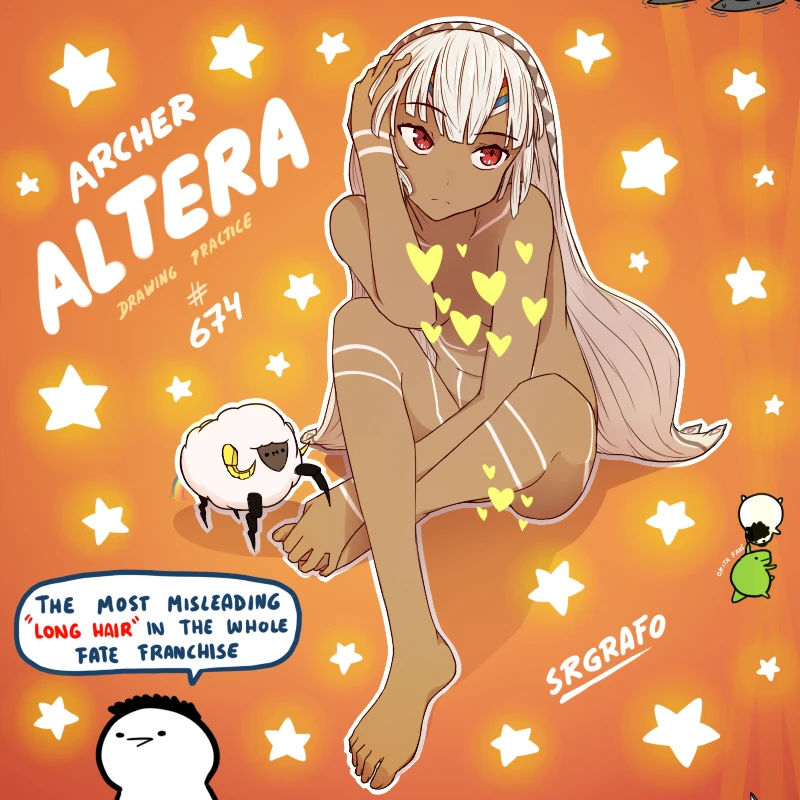 ARCHER
ALTERA
DRAWING PRACTICE
#
674
THE MOST MISLEADING
"LONG HAIR" IN THE WHOLE
FATE FRANCHISE
SRGRAFO